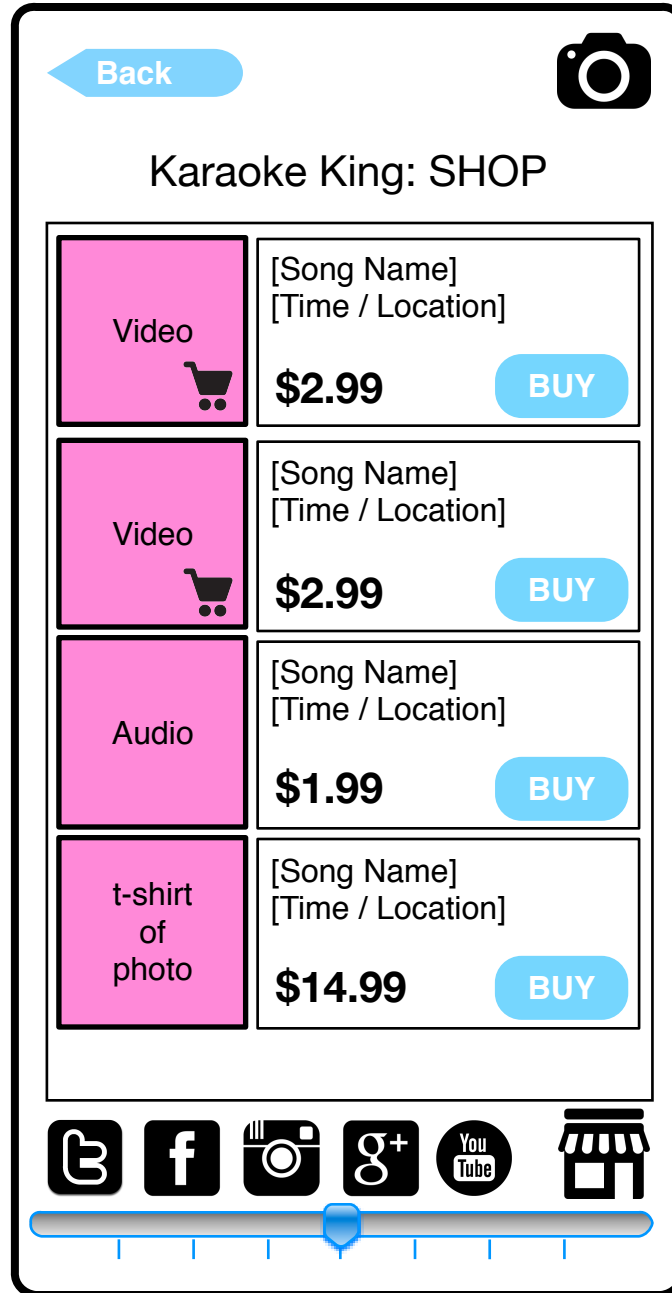 Back
Karaoke King: SHOP
Video
[Song Name]
[Time / Location]
$2.99
BUY
Video
[Song Name]
[Time / Location]
$2.99
BUY
Audio
[Song Name]
[Time / Location]
$1.99
BUY
t-shirt
of
photo
[Song Name]
[Time / Location]
$14.99
BUY
t f g+ You
Tube